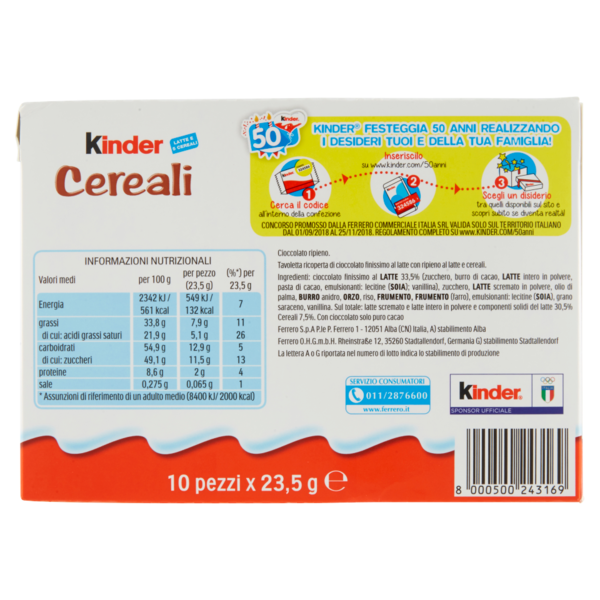 Kinder
LATTE E
5 CEREALI
Cereali
50
Kinder
KINDER® FESTEGGIA 50 ANNI REALIZZANDO
I DESIDERI TUOI E DELLA TUA FAMIGLIA!
Inseriscilo
su www.kinder.com/50anni
1
2
3
Cerca il codice
all'interno della confezione
Scegli un disiderio
tra quelli disponibili sul sito e
scopri subito se diventa realtà!
CONCORSO PROMOSSO DALLA FERRERO COMMERCIALE ITALIA SRL VALIDA SOLO SUL TERRITORIO ITALIANO
DAL 01/09/2018 AL 25/11/2018. REGOLAMENTO COMPLETO SU www.KINDER.COM/50anni
INFORMAZIONI NUTRIZIONALI
Valori medi per 100 g per pezzo (23,5 g) (%*) per 23,5 g
Energia 2342 kJ / 561 kcal 549 kJ / 132 kcal 7
grassi 33,8 g 7,9 g 11
di cui: acidi grassi saturi 21,9 g 5,1 g 26
carboidrati 54,9 g 12,9 g 5
di cui: zuccheri 49,1 g 11,5 g 13
proteine 8,6 g 2 g 4
sale 0,275 g 0,065 g 1
* Assunzioni di riferimento di un adulto medio (8400 kJ/ 2000 kcal)
Cioccolato ripieno.
Tavoletta ricoperta di cioccolato finissimo al latte con ripieno al latte e cereali.
Ingredienti: cioccolato finissimo al LATTE 33,5% (zucchero, burro di cacao, LATTE intero in polvere,
pasta di cacao, emulsionanti: lecitine (SOIA); vanillina), zucchero, LATTE scremato in polvere, olio di
palma, BURRO anidro, ORZO, riso, FRUMENTO, FRUMENTO (farro), emulsionanti: lecitine (SOIA), grano
saraceno, vanillina. Sul totale: latte scremato e latte intero in polvere e componenti solidi del latte 30,5%
Cereali 7,5%. Con cioccolato solo puro cacao
Ferrero S.p.A P.le P. Ferrero 1 - 12051 Alba (CN) Italia, A) stabilimento Alba
Ferrero O.H.G.m.b.H. Rheinstraße 12, 35260 Stadtallendorf, Germania G) stabilimento Stadtallendorf
La lettera A o G riportata nel numero di lotto indica lo stabilimento di produzione
SERVIZIO CONSUMATORI
011/2876600
www.ferrero.it
Kinder
SPONSOR UFFICIALE
10 pezzi x 23,5 g ℮
8 000500 243169